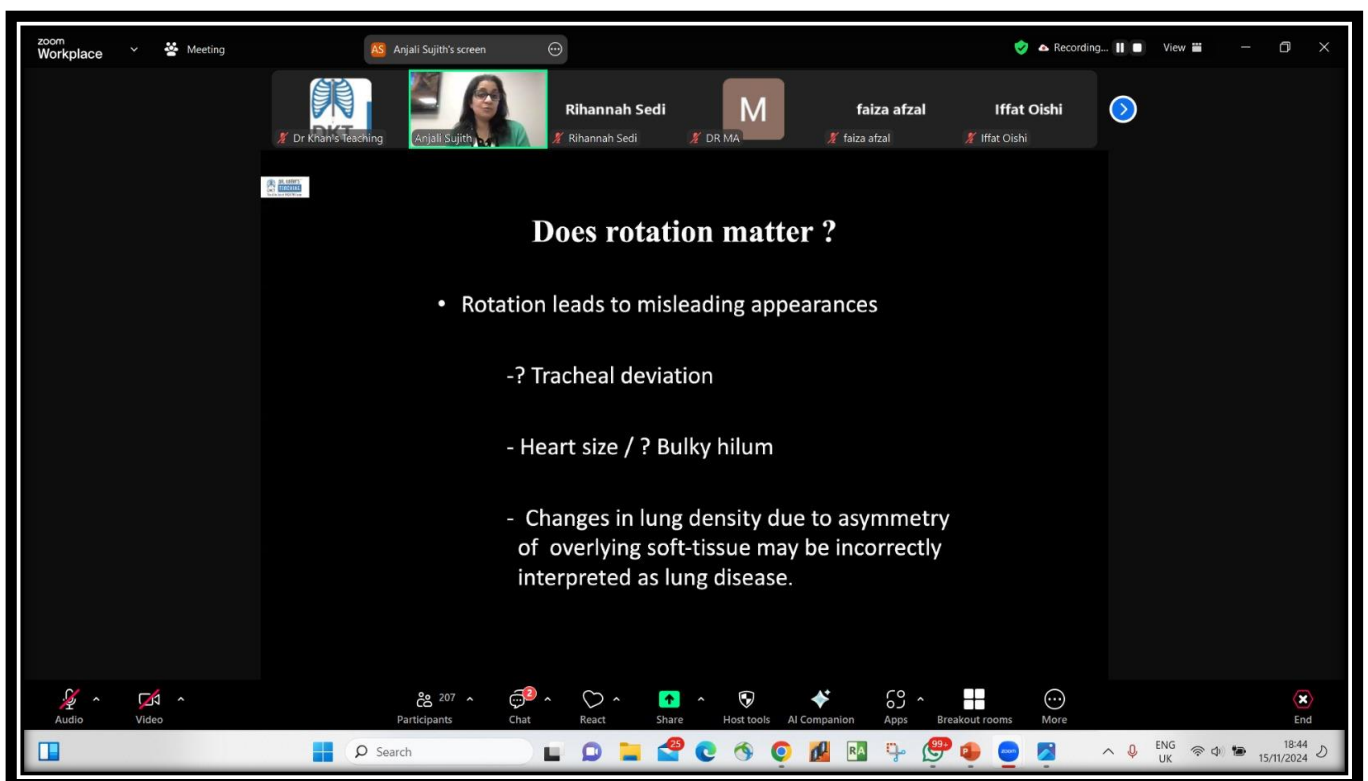 zoom
Workplace
Meeting
AS Anjali Sujith's screen
Recording...
View
Rihannah Sedi
M
faiza afzal
Iffat Oishi
Dr Khan's Teaching
Anjali Sujith
Rihannah Sedi
DR MA
faiza afzal
Iffat Oishi
Does rotation matter ?
• Rotation leads to misleading appearances
-? Tracheal deviation
- Heart size / ? Bulky hilum
- Changes in lung density due to asymmetry
of overlying soft-tissue may be incorrectly
interpreted as lung disease.
207
2
Audio
Video
Participants
Chat
React
Share
Host tools
AI Companion
Apps
Breakout rooms
More
End
Search
25
RA
99+
zoom
ENG
UK
18:44
15/11/2024